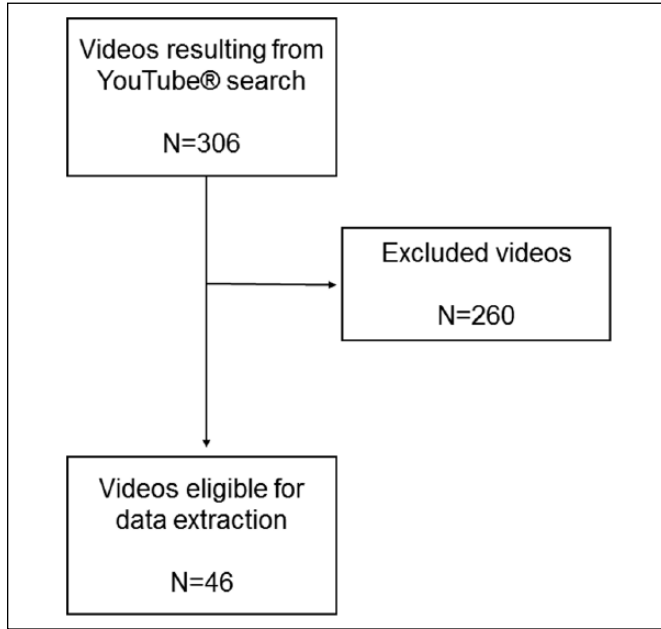 Videos resulting from
YouTube® search
N=306
Excluded videos
N=260
Videos eligible for
data extraction
N=46